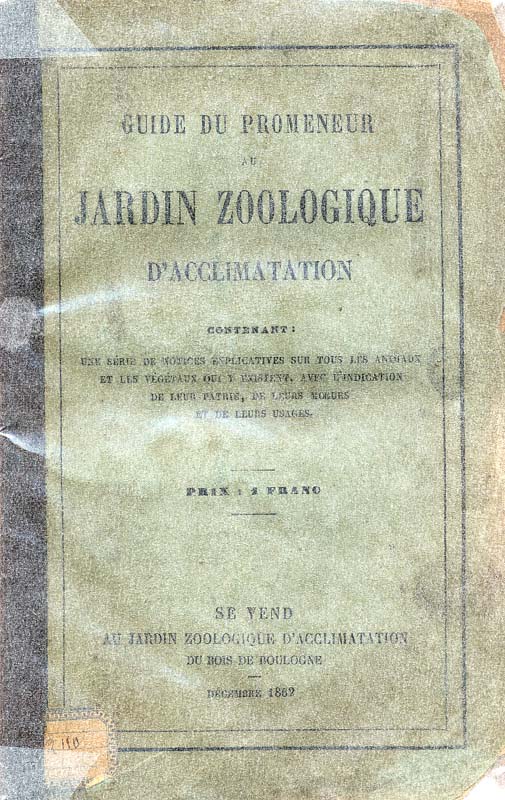 GUIDE DU PROMENEUR
AU
JARDIN ZOOLOGIQUE
D'ACCLIMATATION
CONTENANT:
UNE SÉRIE DE NOTICES EXPLICATIVES SUR TOUS LES ANIMAUX
ET LES VÉGÉTAUX QUI Y EXISTENT, AVEC L'INDICATION
DE LEUR PATRIE, DE LEURS MŒURS
ET DE LEURS USAGES.
PRIX : 1 FRANC
SE VEND
AU JARDIN ZOOLOGIQUE D'ACCLIMATATION
DU BOIS DE BOULOGNE
DÉCEMBRE 1862